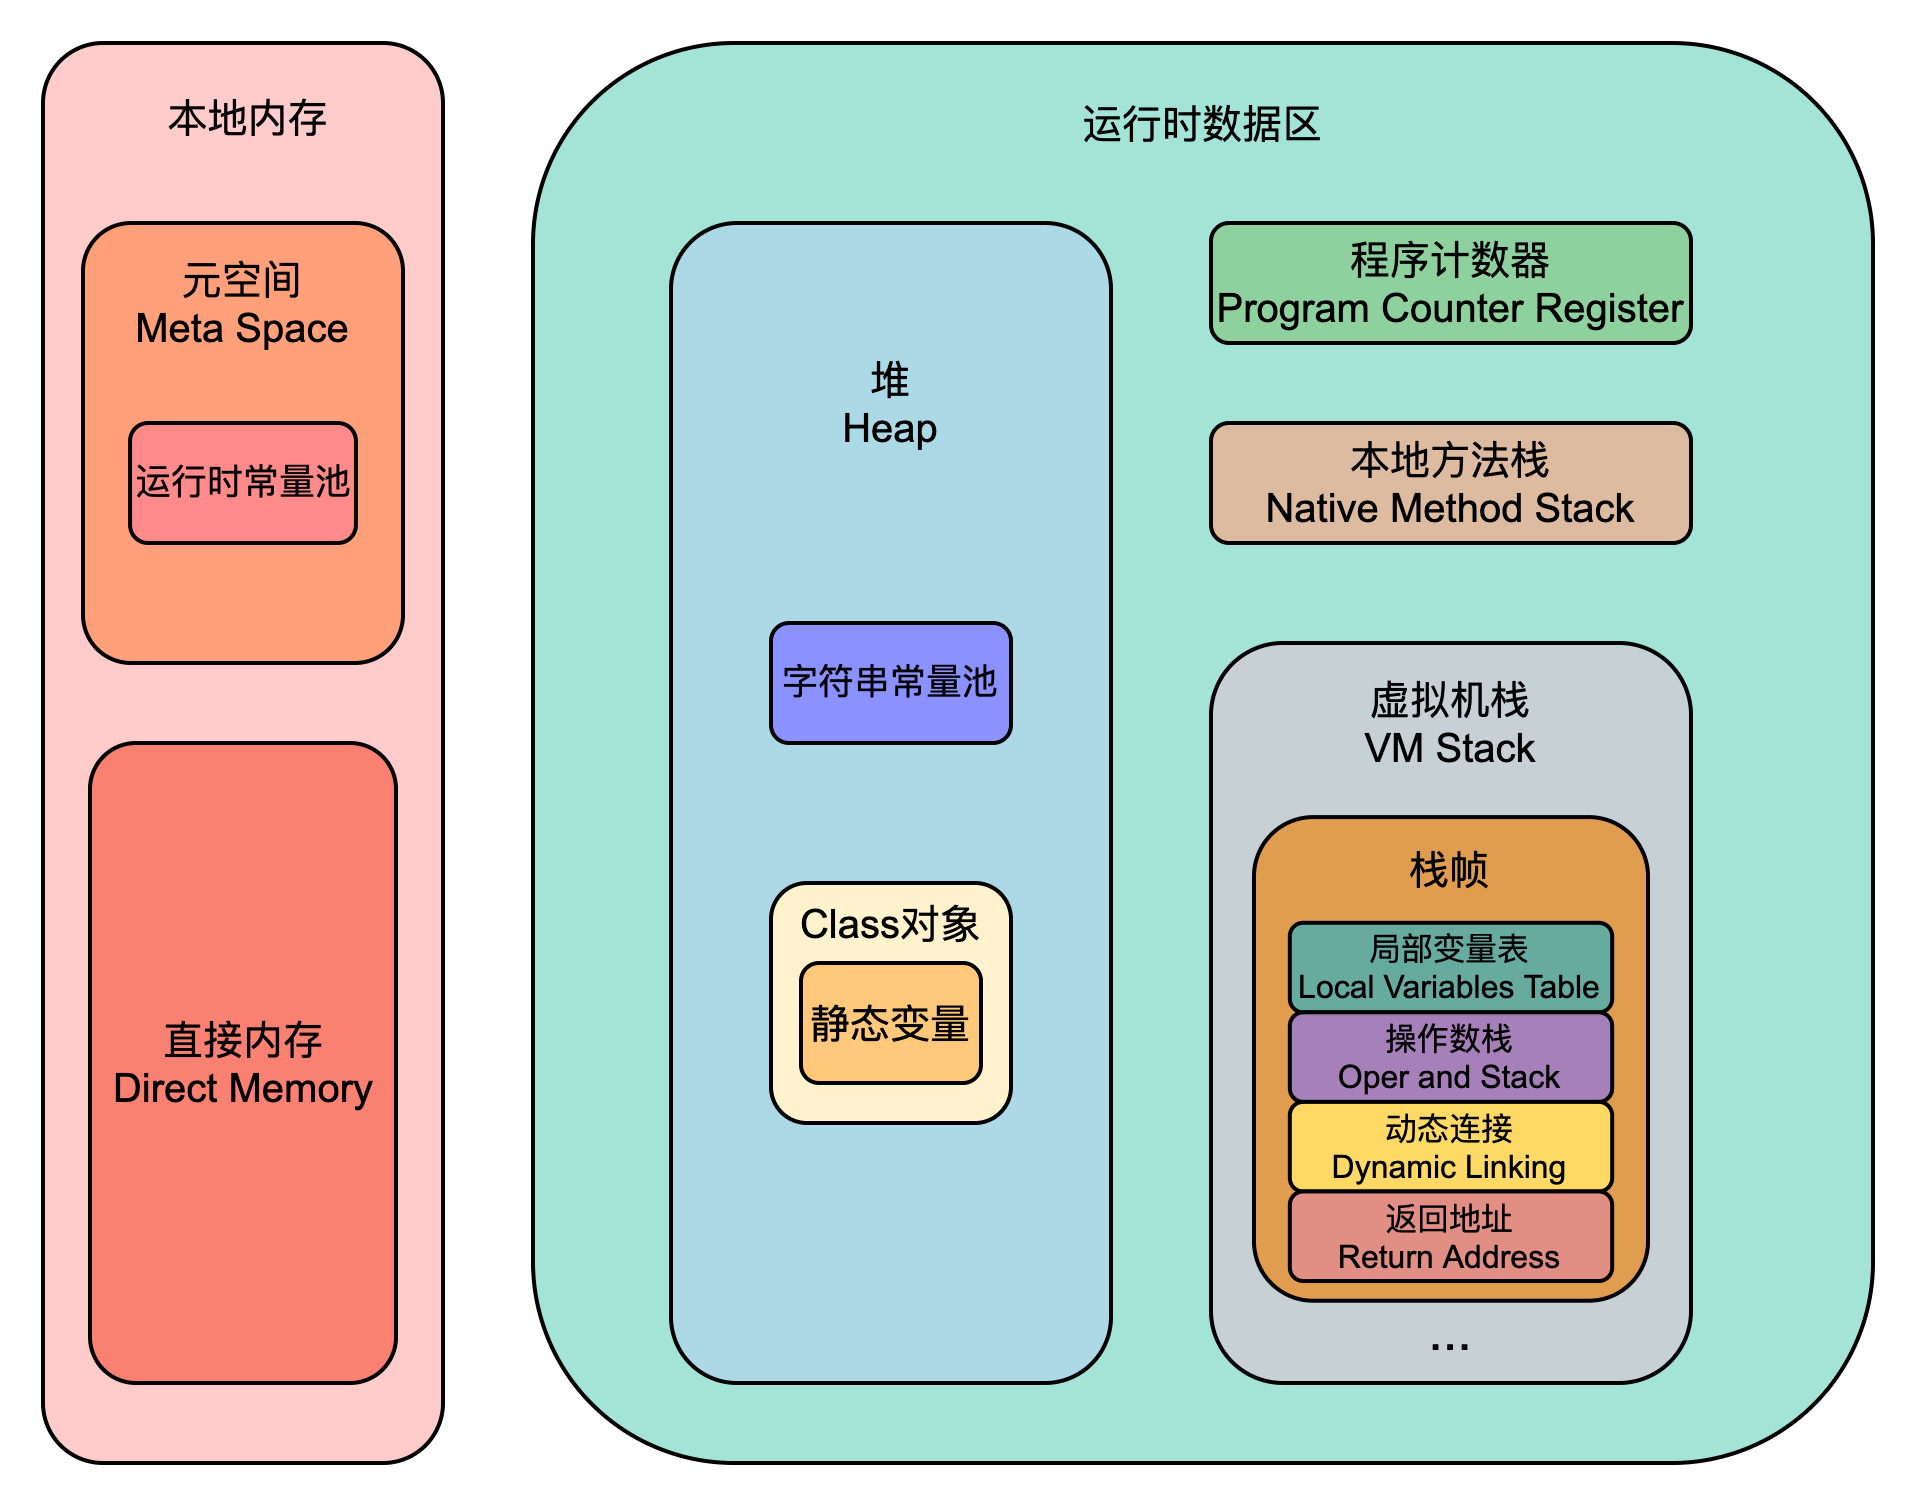 本地内存
元空间
Meta Space
运行时常量池
直接内存
Direct Memory
运行时数据区
堆
Heap
字符串常量池
Class对象
静态变量
程序计数器
Program Counter Register
本地方法栈
Native Method Stack
虚拟机栈
VM Stack
栈帧
局部变量表
Local Variables Table
操作数栈
Oper and Stack
动态连接
Dynamic Linking
返回地址
Return Address
...